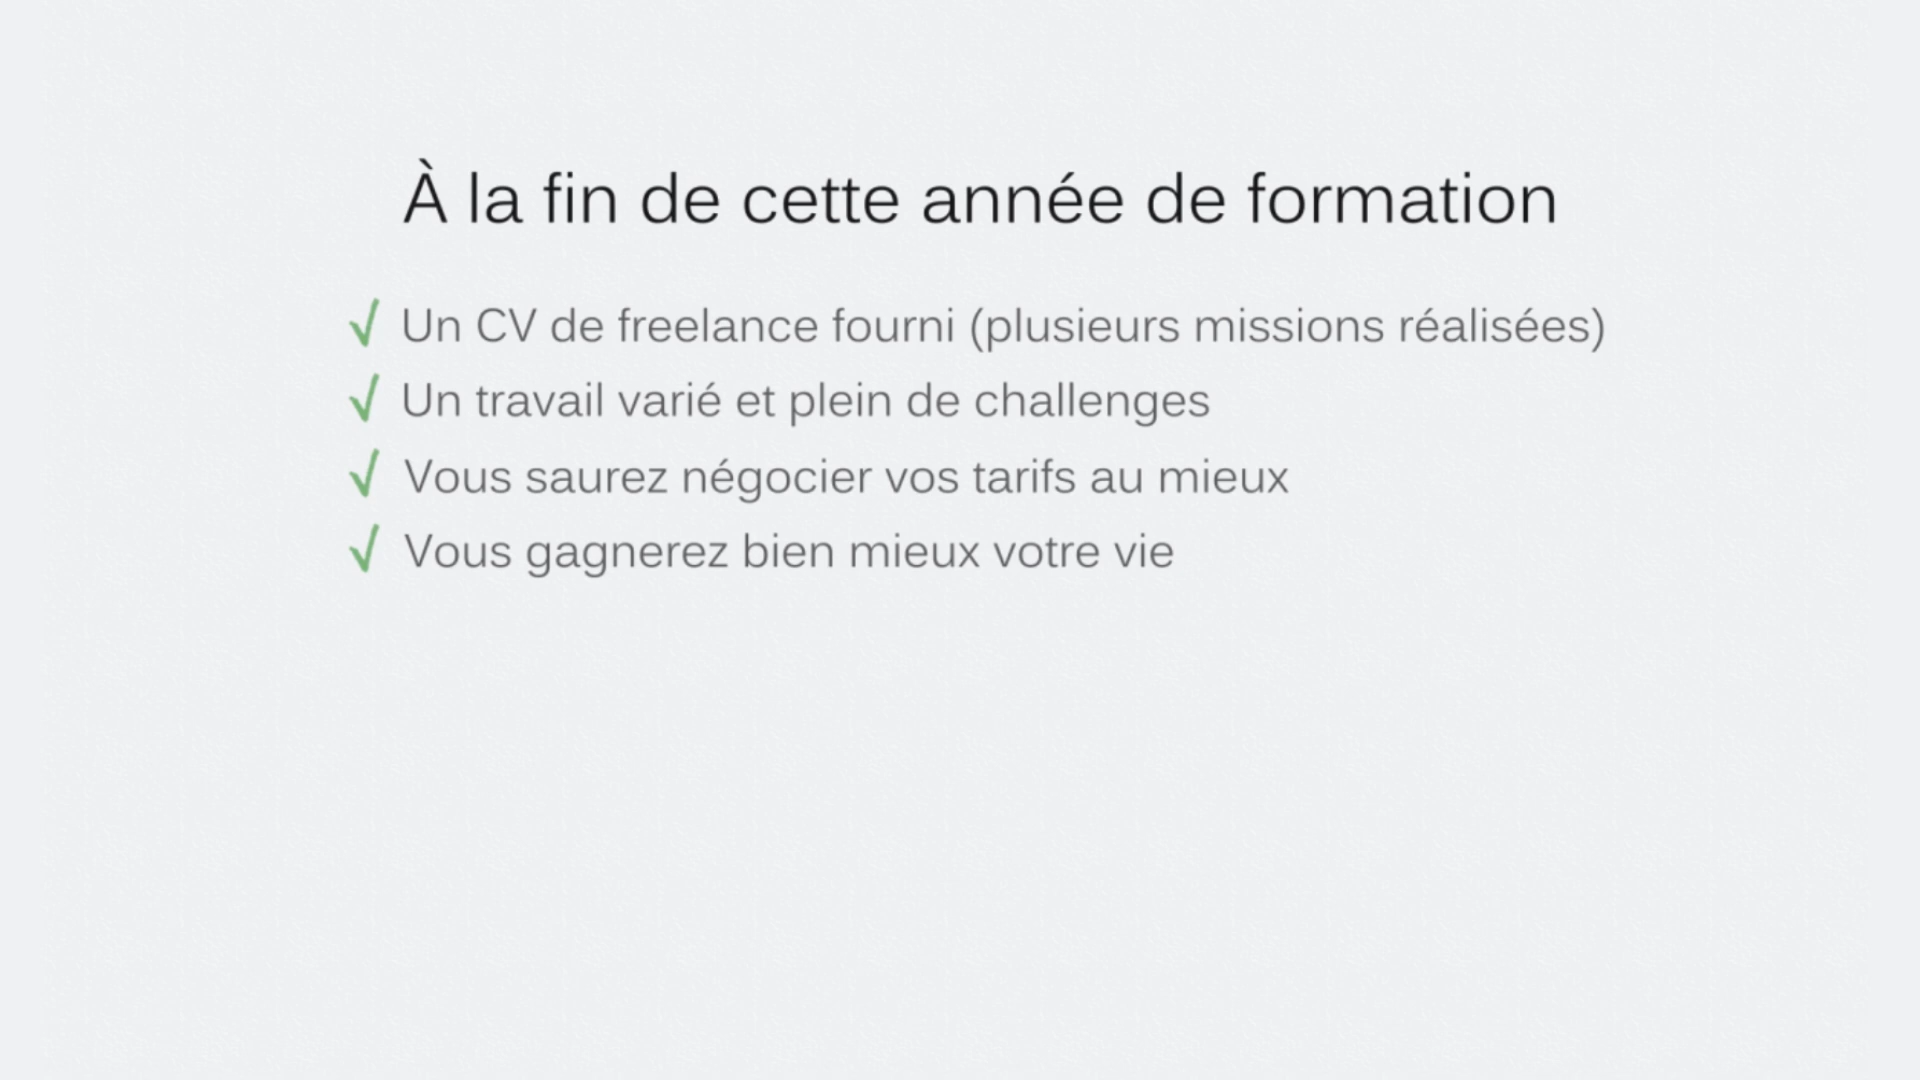 À la fin de cette année de formation
✓ Un CV de freelance fourni (plusieurs missions réalisées)
✓ Un travail varié et plein de challenges
✓ Vous saurez négocier vos tarifs au mieux
✓ Vous gagnerez bien mieux votre vie